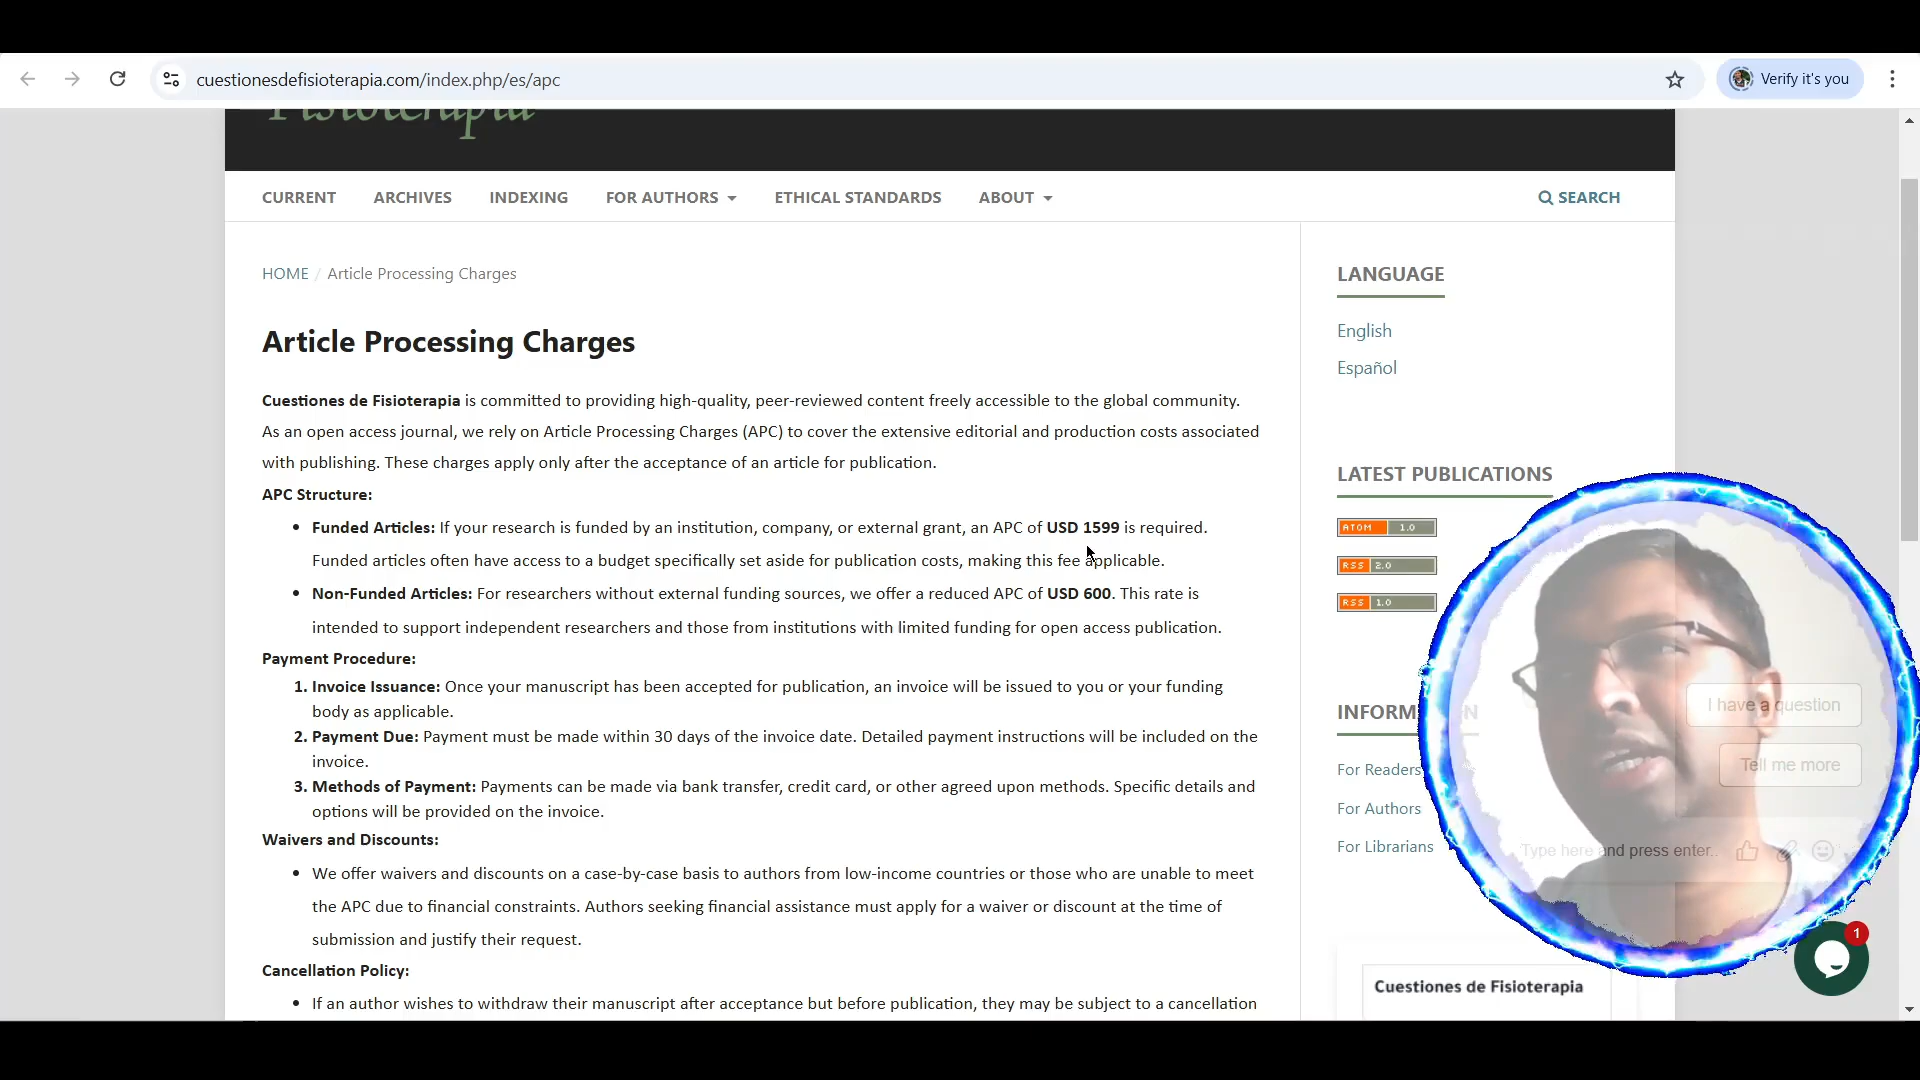 cuestionesdefisioterapia.com/index.php/es/apc
Verify it's you
Fisioterapia
CURRENT ARCHIVES INDEXING FOR AUTHORS ETHICAL STANDARDS ABOUT SEARCH
HOME / Article Processing Charges
Article Processing Charges
Cuestiones de Fisioterapia is committed to providing high-quality, peer-reviewed content freely accessible to the global community.
As an open access journal, we rely on Article Processing Charges (APC) to cover the extensive editorial and production costs associated
with publishing. These charges apply only after the acceptance of an article for publication.
APC Structure:
• Funded Articles: If your research is funded by an institution, company, or external grant, an APC of USD 1599 is required.
Funded articles often have access to a budget specifically set aside for publication costs, making this fee applicable.
• Non-Funded Articles: For researchers without external funding sources, we offer a reduced APC of USD 600. This rate is
intended to support independent researchers and those from institutions with limited funding for open access publication.
Payment Procedure:
1. Invoice Issuance: Once your manuscript has been accepted for publication, an invoice will be issued to you or your funding
body as applicable.
2. Payment Due: Payment must be made within 30 days of the invoice date. Detailed payment instructions will be included on the
invoice.
3. Methods of Payment: Payments can be made via bank transfer, credit card, or other agreed upon methods. Specific details and
options will be provided on the invoice.
Waivers and Discounts:
• We offer waivers and discounts on a case-by-case basis to authors from low-income countries or those who are unable to meet
the APC due to financial constraints. Authors seeking financial assistance must apply for a waiver or discount at the time of
submission and justify their request.
Cancellation Policy:
• If an author wishes to withdraw their manuscript after acceptance but before publication, they may be subject to a cancellation
LANGUAGE
English
Español
LATEST PUBLICATIONS
ATOM 1.0
RSS 2.0
RSS 1.0
INFORM N
For Readers
For Authors
For Librarians
Cuestiones de Fisioterapia
I have a question
Tell me more
Type here and press enter..
1